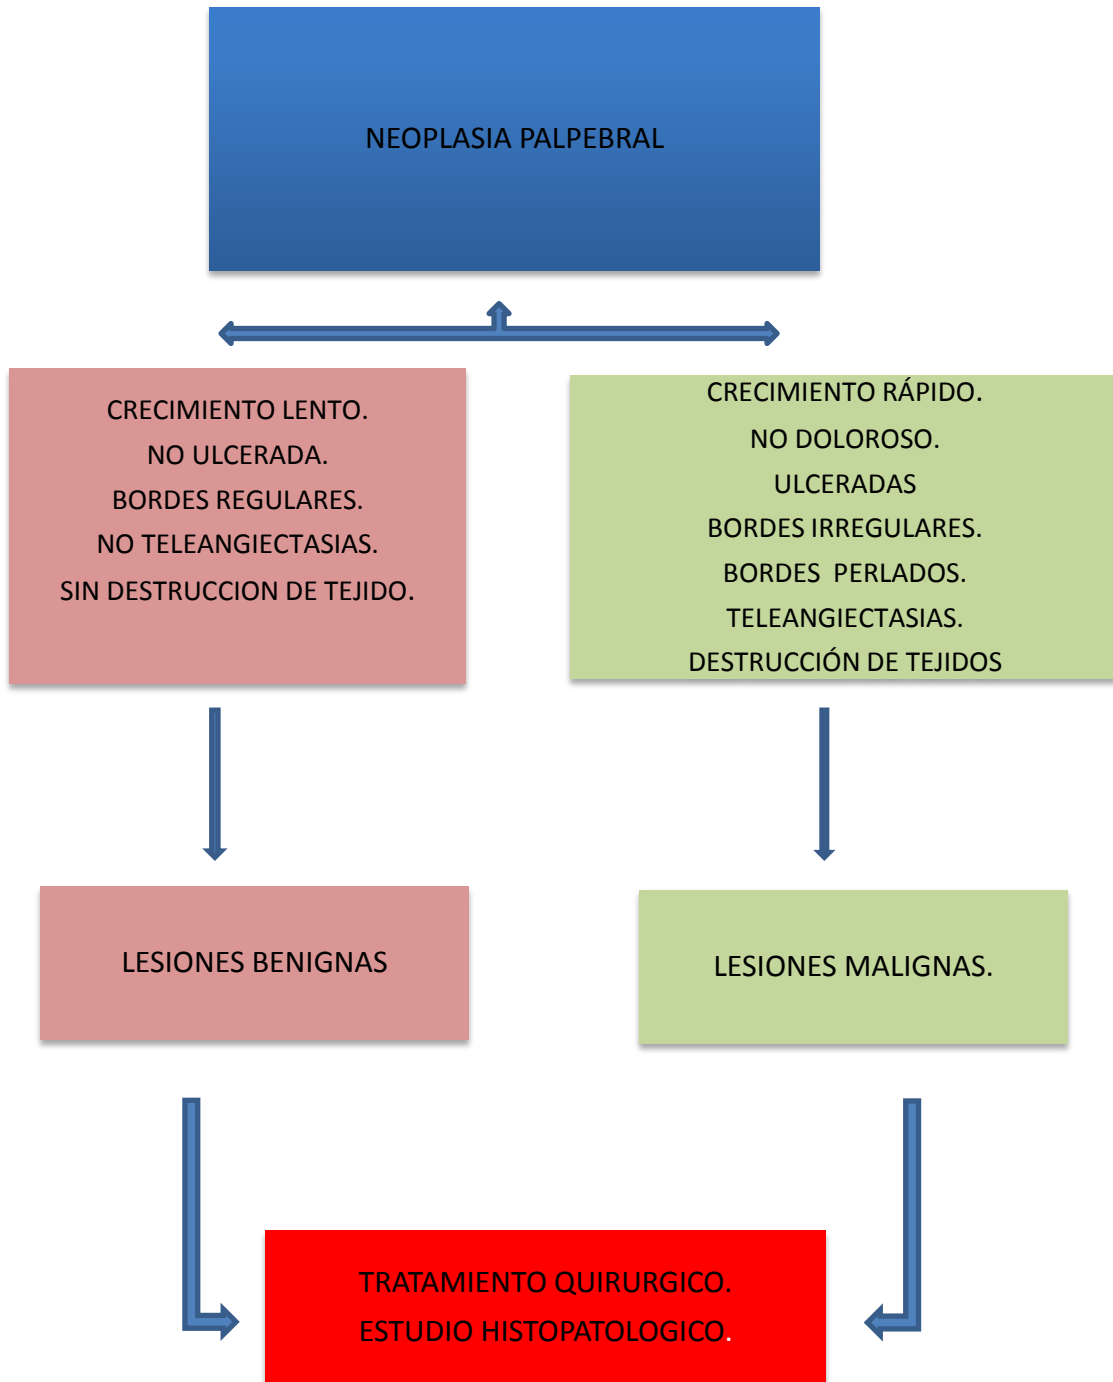 NEOPLASIA PALPEBRAL
CRECIMIENTO LENTO.
NO ULCERADA.
BORDES REGULARES.
NO TELEANGIECTASIAS.
SIN DESTRUCCION DE TEJIDO.
CRECIMIENTO RÁPIDO.
NO DOLOROSO.
ULCERADAS
BORDES IRREGULARES.
BORDES PERLADOS.
TELEANGIECTASIAS.
DESTRUCCIÓN DE TEJIDOS
LESIONES BENIGNAS
LESIONES MALIGNAS.
TRATAMIENTO QUIRURGICO.
ESTUDIO HISTOPATOLOGICO.